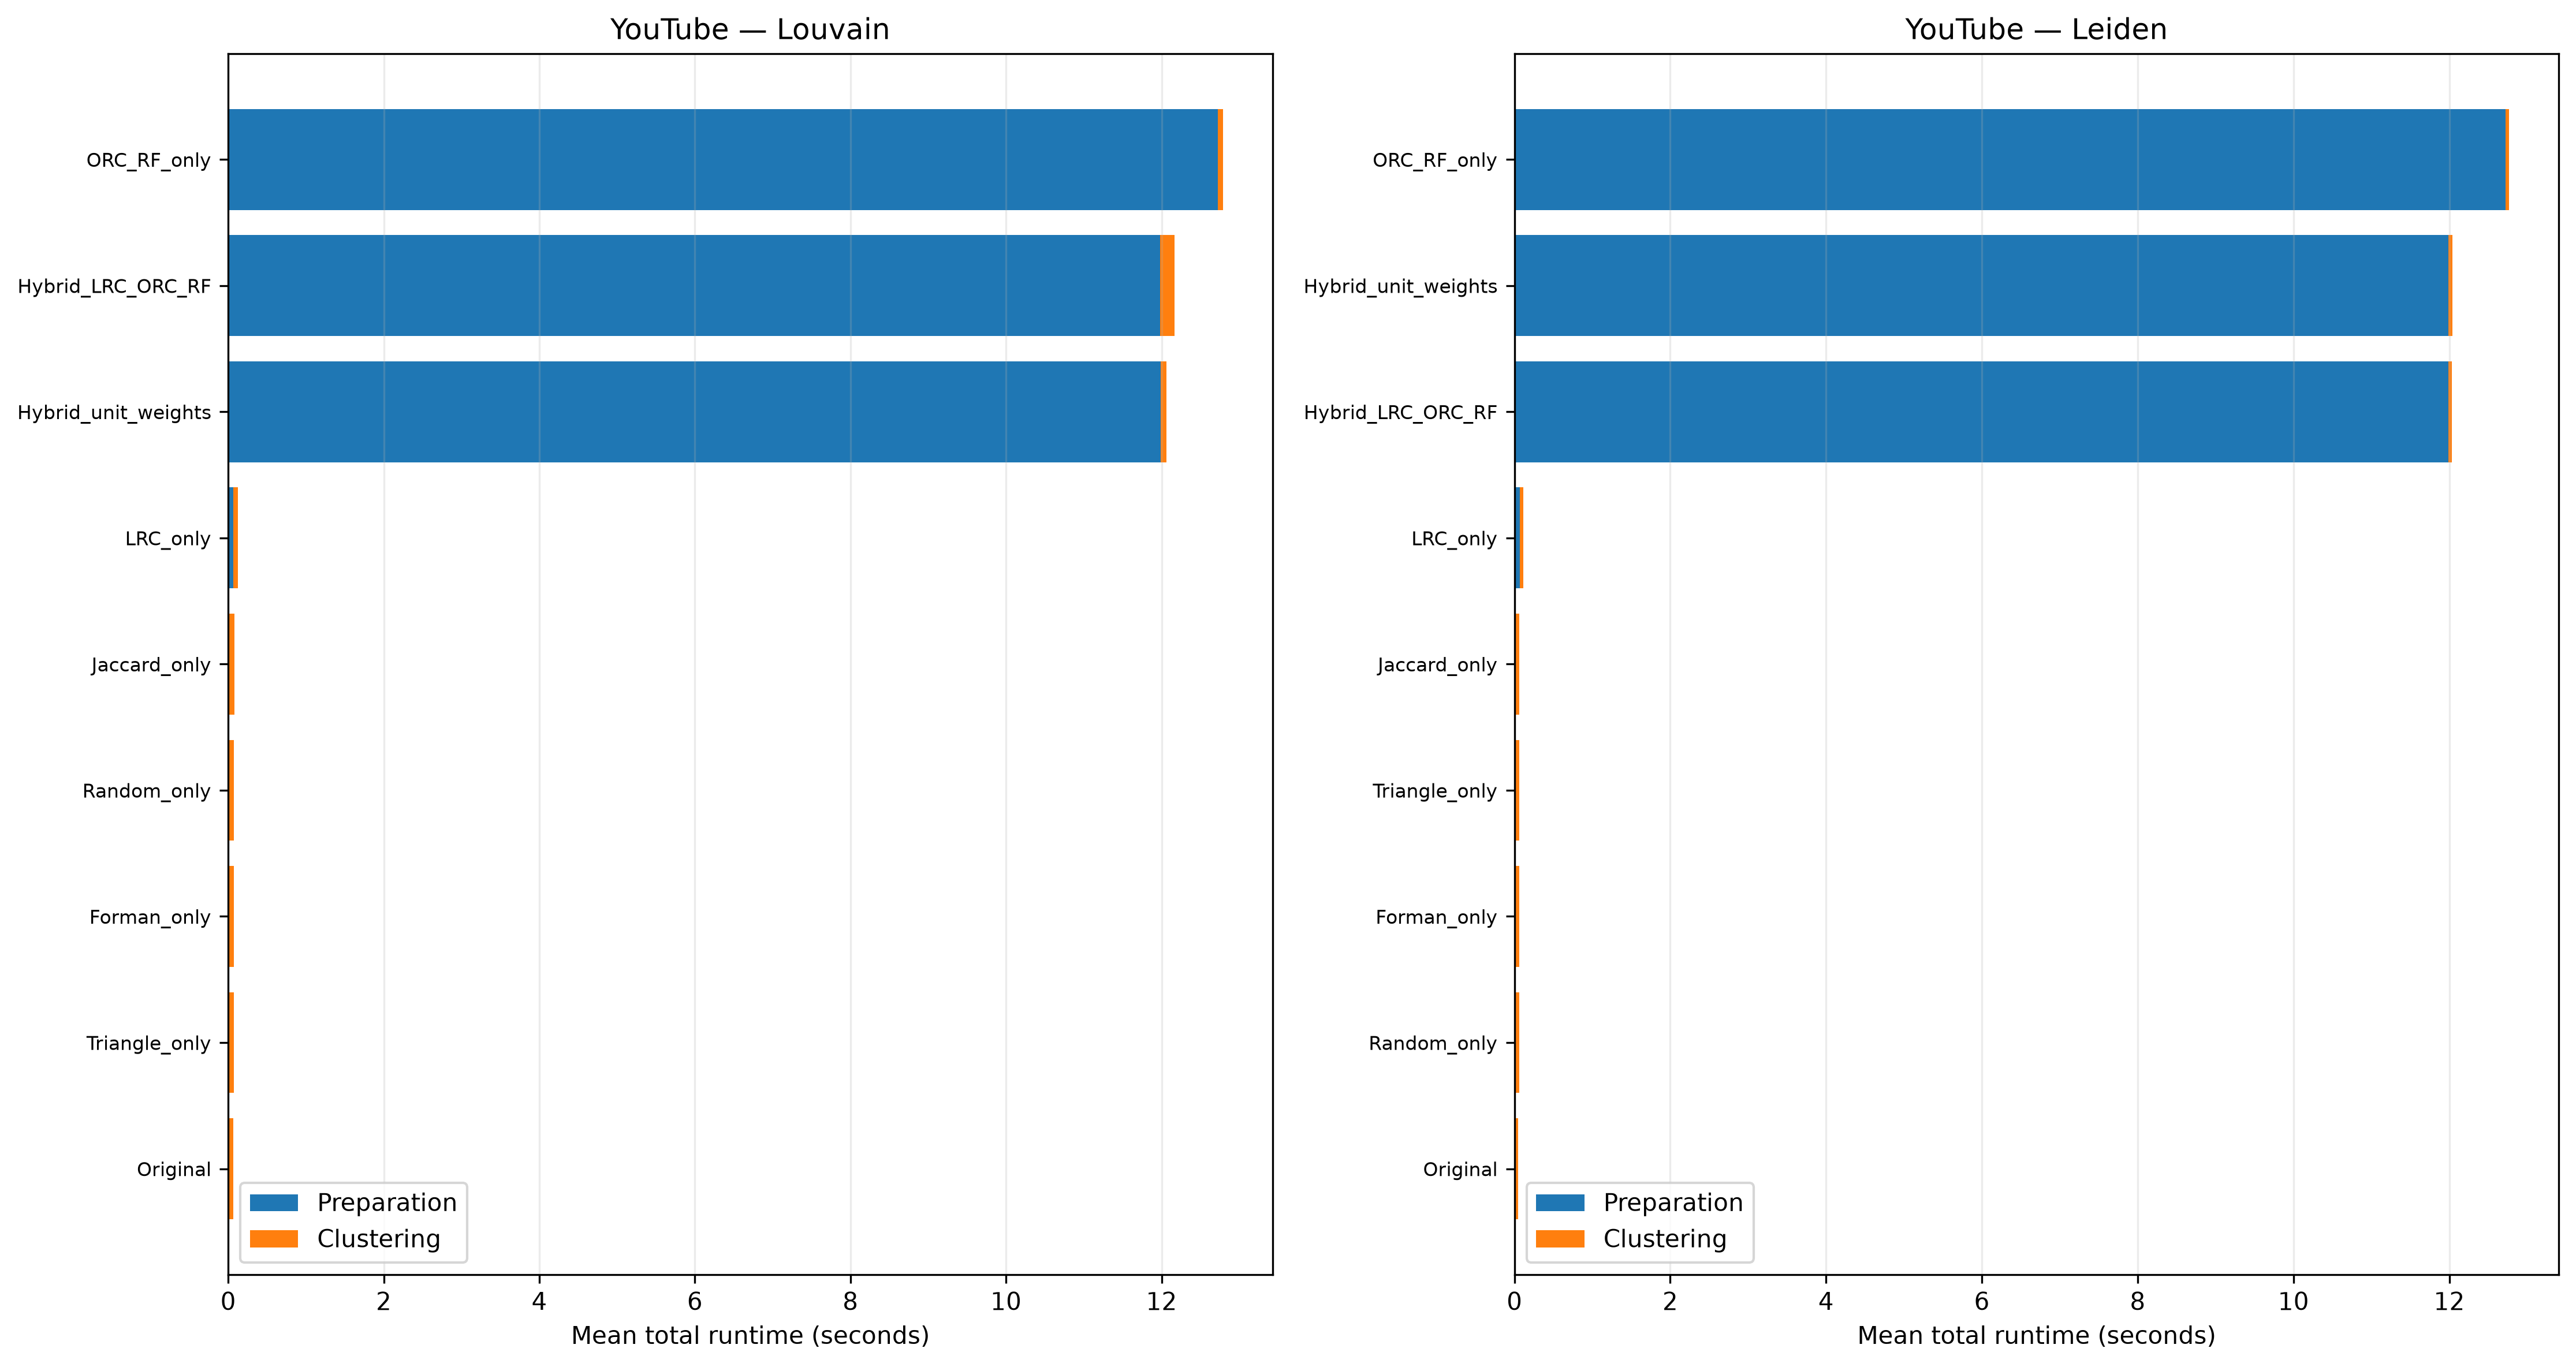 YouTube — Louvain
ORC_RF_only
Hybrid_LRC_ORC_RF
Hybrid_unit_weights
LRC_only
Jaccard_only
Random_only
Forman_only
Triangle_only
Original
Preparation
Clustering
0 2 4 6 8 10 12
Mean total runtime (seconds)
YouTube — Leiden
ORC_RF_only
Hybrid_unit_weights
Hybrid_LRC_ORC_RF
LRC_only
Jaccard_only
Triangle_only
Forman_only
Random_only
Original
Preparation
Clustering
0 2 4 6 8 10 12
Mean total runtime (seconds)